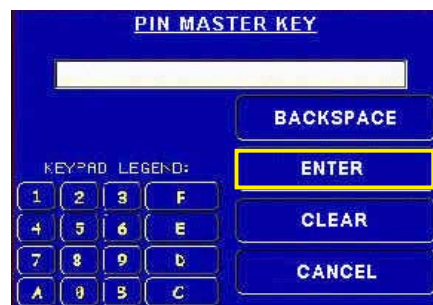 PIN MASTER KEY
BACKSPACE
KEYPAD LEGEND:
ENTER
1 2 3 F
4 5 6 E
CLEAR
7 8 9 D
CANCEL
A 0 B C